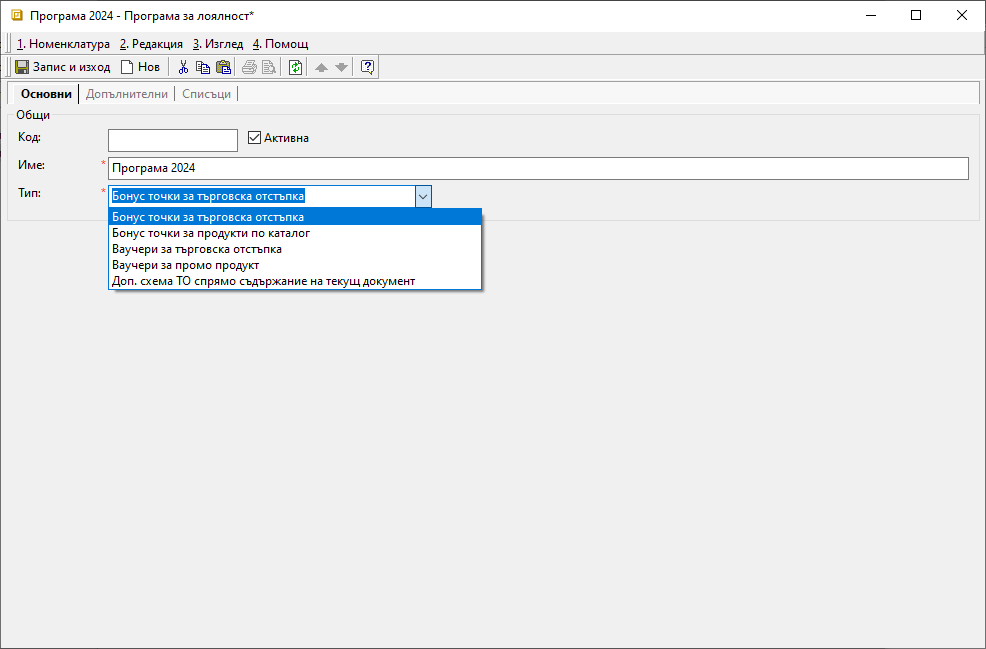 Програма 2024 - Програма за лоялност*
1. Номенклатура 2. Редакция 3. Изглед 4. Помощ
Запис и изход Нов
Основни Допълнителни Списъци
Общи
Код: Активна
Име: * Програма 2024
Тип: * Бонус точки за търговска отстъпка
Бонус точки за търговска отстъпка
Бонус точки за продукти по каталог
Ваучери за търговска отстъпка
Ваучери за промо продукт
Доп. схема ТО спрямо съдържание на текущ документ